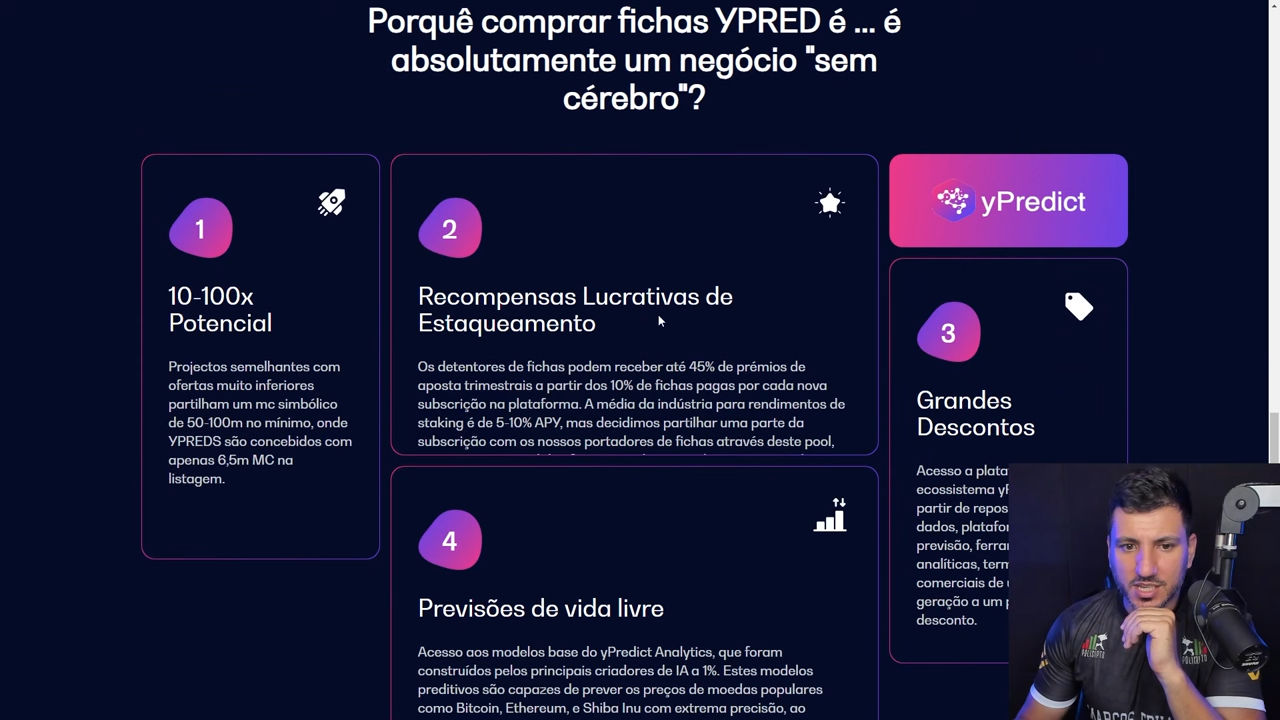 Porquê comprar fichas YPRED é ... é
absolutamente um negócio "sem
cérebro"?
1
10-100x
Potencial
Projectos semelhantes com
ofertas muito inferiores
partilham um mc simbólico
de 50-100m no mínimo, onde
YPREDS são concebidos com
apenas 6,5m MC na
listagem.
2
Recompensas Lucrativas de
Estaqueamento
Os detentores de fichas podem receber até 45% de prémios de
aposta trimestrais a partir dos 10% de fichas pagas por cada nova
subscrição na plataforma. A média da indústria para rendimentos de
staking é de 5-10% APY, mas decidimos partilhar uma parte da
subscrição com os nossos portadores de fichas através deste pool,
yPredict
3
Grandes
Descontos
Acesso a
ecossistema
partir de
dados,
previsão,
analíticas,
comerciais de
geração a um
desconto.
4
Previsões de vida livre
Acesso aos modelos base do yPredict Analytics, que foram
construídos pelos principais criadores de IA a 1%. Estes modelos
preditivos são capazes de prever os preços de moedas populares
como Bitcoin, Ethereum, e Shiba Inu com extrema precisão, ao